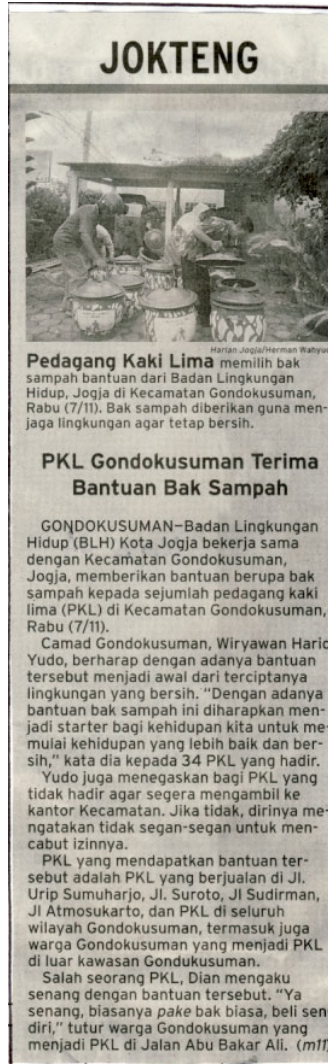 JOKTENG
Harian Jogja/Herman Wahyu
Pedagang Kaki Lima memilih bak
sampah bantuan dari Badan Lingkungan
Hidup, Jogja di Kecamatan Gondokusuman,
Rabu (7/11). Bak sampah diberikan guna men-
jaga lingkungan agar tetap bersih.
PKL Gondokusuman Terima
Bantuan Bak Sampah
GONDOKUSUMAN—Badan Lingkungan
Hidup (BLH) Kota Jogja bekerja sama
dengan Kecamatan Gondokusuman,
Jogja, memberikan bantuan berupa bak
sampah kepada sejumlah pedagang kaki
lima (PKL) di Kecamatan Gondokusuman,
Rabu (7/11).
Camad Gondokusuman, Wiryawan Hario
Yudo, berharap dengan adanya bantuan
tersebut menjadi awal dari terciptanya
lingkungan yang bersih. "Dengan adanya
bantuan bak sampah ini diharapkan men-
jadi starter bagi kehidupan kita untuk me-
mulai kehidupan yang lebih baik dan ber-
sih," kata dia kepada 34 PKL yang hadir.
Yudo juga menegaskan bagi PKL yang
tidak hadir agar segera mengambil ke
kantor Kecamatan. Jika tidak, dirinya me-
ngatakan tidak segan-segan untuk men-
cabut izinnya.
PKL yang mendapatkan bantuan ter-
sebut adalah PKL yang berjualan di Jl.
Urip Sumuharjo, Jl. Suroto, Jl Sudirman,
Jl Atmosukarto, dan PKL di seluruh
wilayah Gondokusuman, termasuk juga
warga Gondokusuman yang menjadi PKL
di luar kawasan Gondukusuman.
Salah seorang PKL, Dian mengaku
senang dengan bantuan tersebut. "Ya
senang, biasanya pake bak biasa, beli sen-
diri," tutur warga Gondokusuman yang
menjadi PKL di Jalan Abu Bakar Ali. (m11)